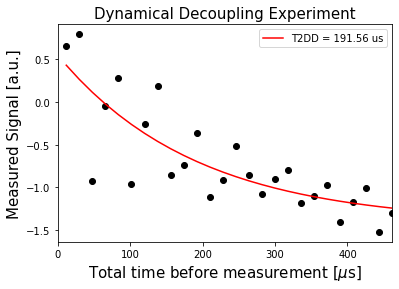 Dynamical Decoupling Experiment
T2DD = 191.56 us
Measured Signal [a.u.]
0.5
0.0
−0.5
−1.0
−1.5
0 100 200 300 400
Total time before measurement [μs]